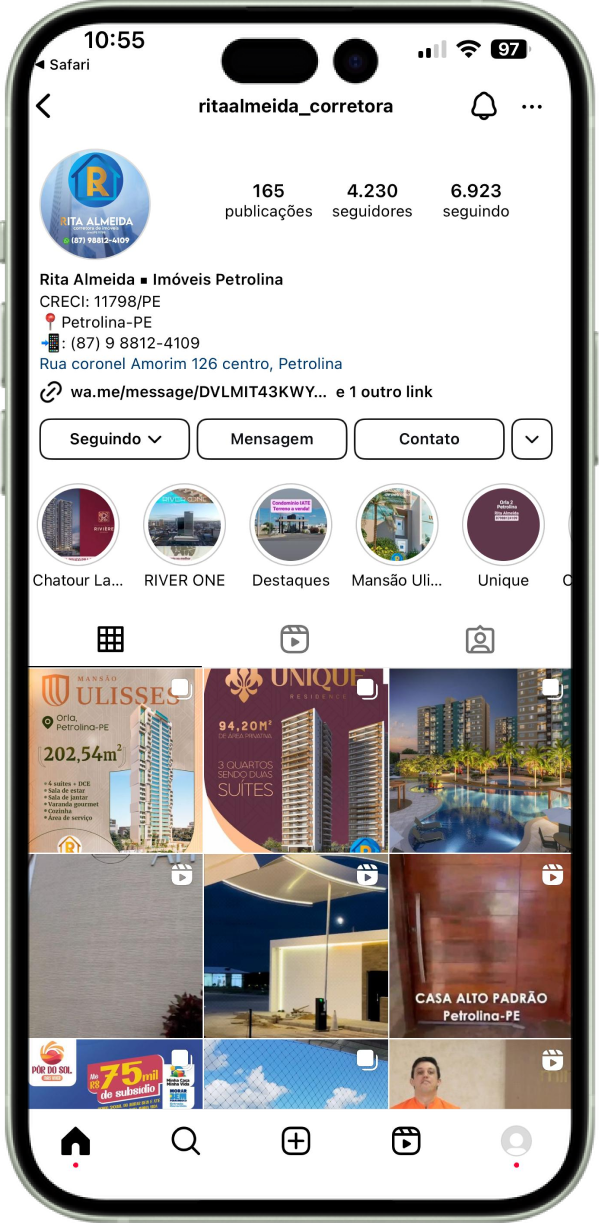 10:55
97
◀ Safari
ritaalmeida_corretora
R
RITA ALMEIDA
corretora de imóveis
(87) 98812-4109
165
publicações
4.230
seguidores
6.923
seguindo
Rita Almeida ▪ Imóveis Petrolina
CRECI: 11798/PE
📍Petrolina-PE
📲: (87) 9 8812-4109
Rua coronel Amorim 126 centro, Petrolina
wa.me/message/DVLMIT43KWY... e 1 outro link
Seguindo
Mensagem
Contato
RIVIERE
RIVER ONE
Condomínio IATE
Terreno a venda!
Orla 2
Petrolina
Rita Almeida
Chatour La...
RIVER ONE
Destaques
Mansão Uli...
Unique
MANSÃO
ULISSES
Orla,
Petrolina-PE
202,54m²
• 4 suítes + DCE
• Sala de estar
• Sala de jantar
• Varanda gourmet
• Cozinha
• Área de serviço
R
UNIQUE
RESIDENCE
94,20M²
DE ÁREA PRIVATIVA
3 QUARTOS
SENDO DUAS
SUÍTES
CASA ALTO PADRÃO
Petrolina-PE
PÔR DO SOL
Até
R$ 75mil
de subsídio
Minha Casa
Minha Vida
MORAR
BEM